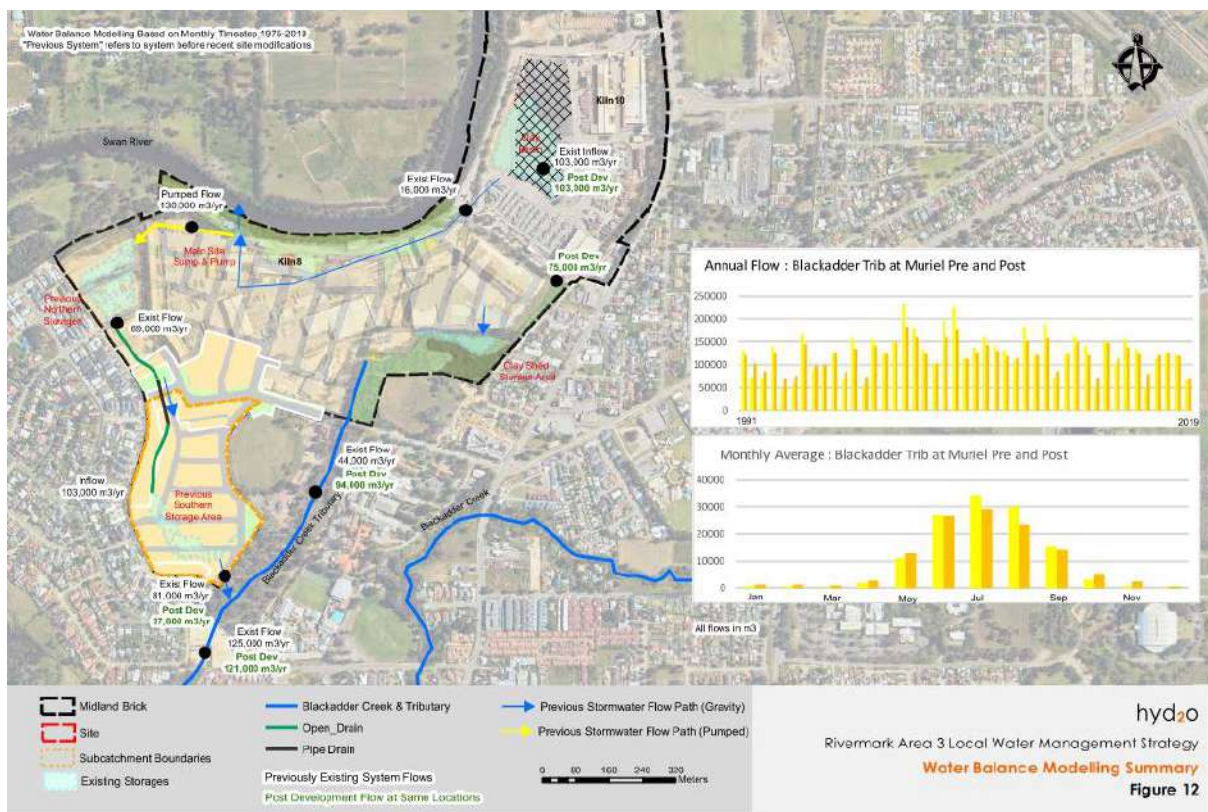 Water Balance Modelling Based on Monthly Timestep 1975-2019
"Previous System" refers to system before recent site modifications
Kiln 10
Exist Inflow
103,000 m3/yr
Post Dev
103,000 m3/yr
Swan River
Exist Flow
16,000 m3/yr
Pumped Flow
130,000 m3/yr
Main Site
Sump & Pump
Kiln 8
Post Dev
75,000 m3/yr
Previous
Northern
Storages
Exist Flow
69,000 m3/yr
Clay Shed
Storage Area
Exist Flow
44,000 m3/yr
Post Dev
94,000 m3/yr
Inflow
103,000 m3/yr
Previous
Southern
Storage Area
Blackadder Creek Tributary
Blackadder Creek
Exist Flow
81,000 m3/yr
Post Dev
27,000 m3/yr
Exist Flow
125,000 m3/yr
Post Dev
121,000 m3/yr
Annual Flow : Blackadder Trib at Muriel Pre and Post
250000
200000
150000
100000
50000
0
1991
2019
Monthly Average : Blackadder Trib at Muriel Pre and Post
40000
30000
20000
10000
0
Jan
Mar
May
Jul
Sep
Nov
All flows in m3
Midland Brick
Site
Subcatchment Boundaries
Existing Storages
Blackadder Creek & Tributary
Open_Drain
Pipe Drain
Previously Existing System Flows
Post Development Flow at Same Locations
Previous Stormwater Flow Path (Gravity)
Previous Stormwater Flow Path (Pumped)
0 80 160 240 320
Meters
hyd2o
Rivermark Area 3 Local Water Management Strategy
Water Balance Modelling Summary
Figure 12